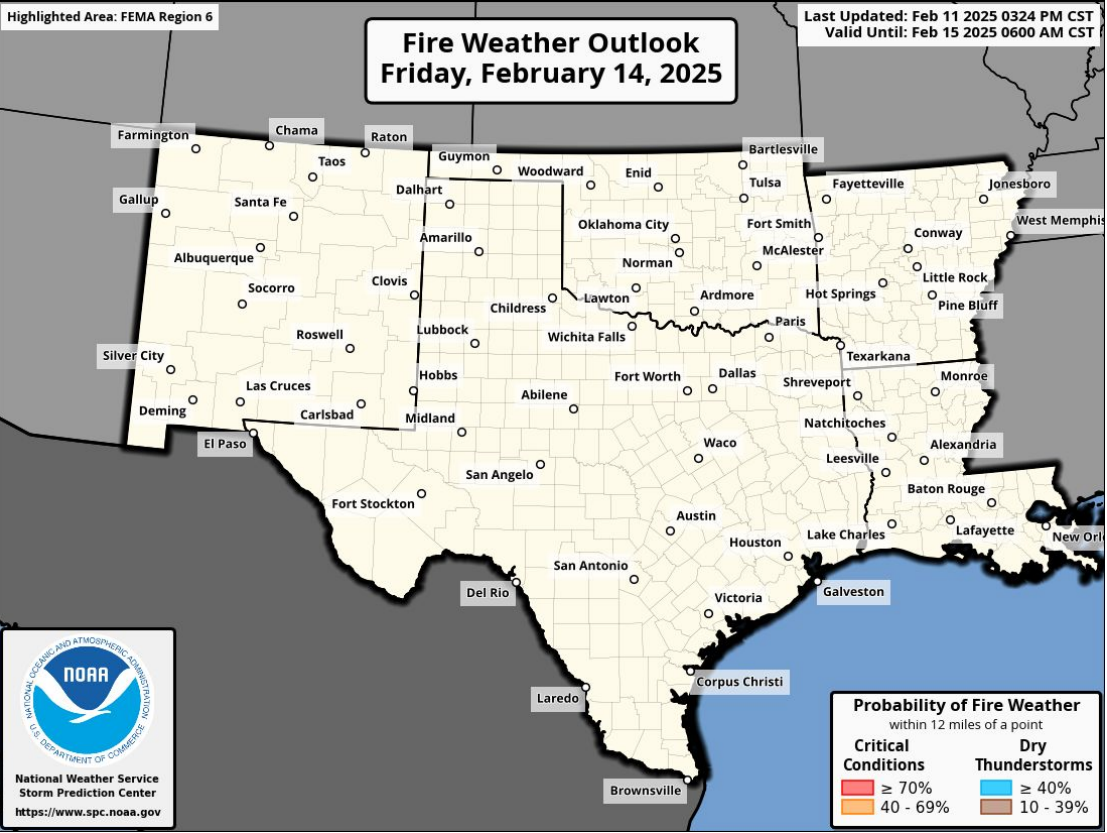 Highlighted Area: FEMA Region 6
Fire Weather Outlook
Friday, February 14, 2025
Last Updated: Feb 11 2025 0324 PM CST
Valid Until: Feb 15 2025 0600 AM CST
Farmington
Chama
Raton
Taos
Guymon
Woodward
Enid
Bartlesville
Tulsa
Fayetteville
Jonesboro
Gallup
Santa Fe
Dalhart
Oklahoma City
Fort Smith
West Memphis
Albuquerque
Amarillo
Norman
McAlester
Conway
Socorro
Clovis
Childress
Lawton
Ardmore
Hot Springs
Little Rock
Pine Bluff
Roswell
Lubbock
Wichita Falls
Paris
Texarkana
Silver City
Las Cruces
Hobbs
Abilene
Fort Worth
Dallas
Shreveport
Monroe
Deming
Carlsbad
Midland
Natchitoches
El Paso
San Angelo
Waco
Leesville
Alexandria
Fort Stockton
Austin
Baton Rouge
Houston
Lake Charles
Lafayette
New Orl
Del Rio
San Antonio
Victoria
Galveston
Laredo
Corpus Christi
Brownsville
NATIONAL OCEANIC AND ATMOSPHERIC ADMINISTRATION
NOAA
U.S. DEPARTMENT OF COMMERCE
National Weather Service
Storm Prediction Center
https://www.spc.noaa.gov
Probability of Fire Weather
within 12 miles of a point
Critical Conditions
≥ 70%
40 - 69%
Dry Thunderstorms
≥ 40%
10 - 39%